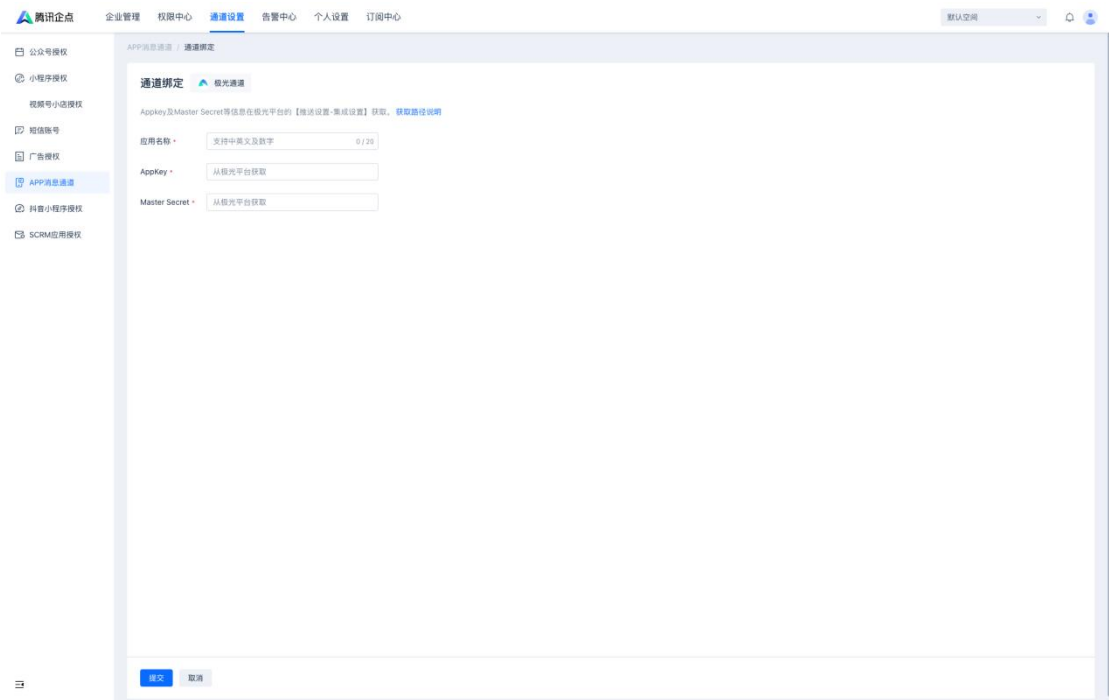 腾讯企点 企业管理 权限中心 通道设置 告警中心 个人设置 订阅中心 默认空间
公众号授权
小程序授权
视频号小店授权
短信账号
广告授权
APP消息通道
抖音小程序授权
SCRM应用授权
APP消息通道 / 通道绑定
通道绑定 极光通道
Appkey及Master Secret等信息在极光平台的【推送设置-集成设置】获取。 获取路径说明
应用名称 * 支持中英文及数字 0 / 20
AppKey * 从极光平台获取
Master Secret * 从极光平台获取
提交 取消